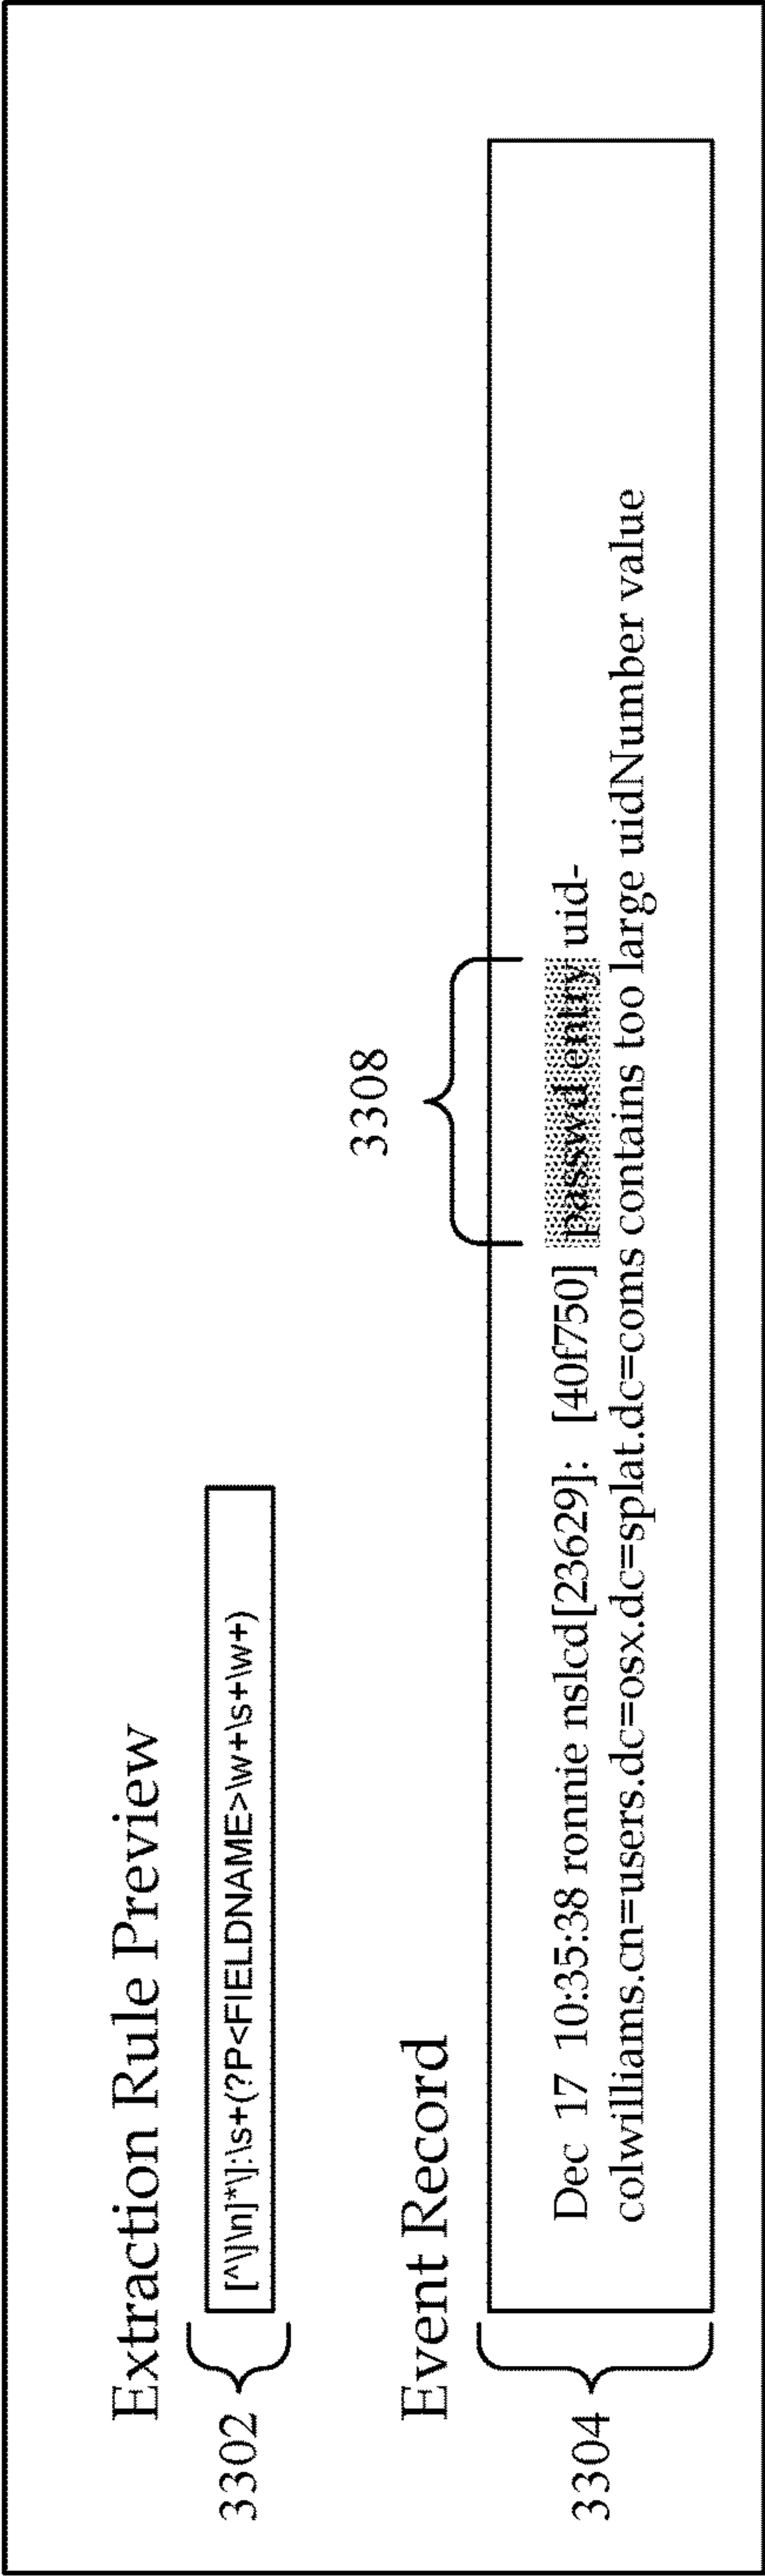 Extraction Rule Preview
3302
[^\]\n]*\]:\s+(?P<FIELDNAME>\w+\s+\w+)
Event Record
3308
3304
Dec 17 10:35:38 ronnie nslcd[23629]: [40f750] passwd entry uid-
colwilliams.cn=users.dc=osx.dc=splat.dc=coms contains too large uidNumber value